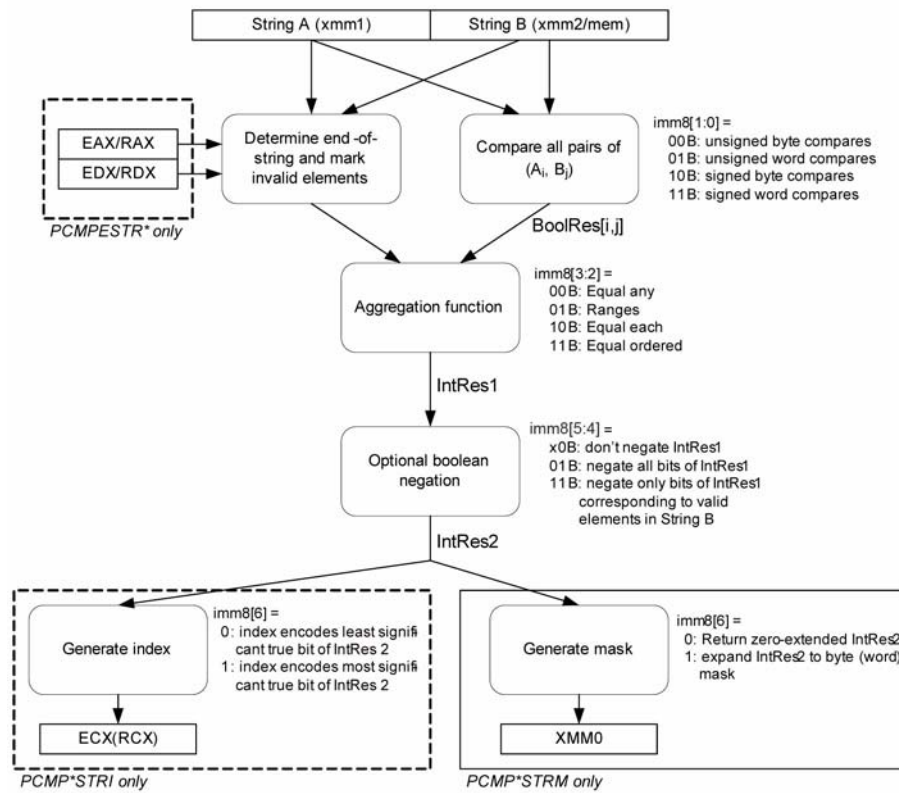 String A (xmm1)
String B (xmm2/mem)
EAX/RAX
EDX/RDX
PCMPESTR* only
Determine end -of-
string and mark
invalid elements
Compare all pairs of
(Ai, Bj)
imm8[1:0] =
00B: unsigned byte compares
01B: unsigned word compares
10B: signed byte compares
11B: signed word compares
BoolRes[i,j]
Aggregation function
imm8[3:2] =
00B: Equal any
01B: Ranges
10B: Equal each
11B: Equal ordered
IntRes1
Optional boolean
negation
imm8[5:4] =
x0B: don't negate IntRes1
01B: negate all bits of IntRes1
11B: negate only bits of IntRes1
corresponding to valid
elements in String B
IntRes2
Generate index
imm8[6] =
0: index encodes least signifi
cant true bit of IntRes 2
1: index encodes most signifi
cant true bit of IntRes 2
ECX(RCX)
PCMP*STRI only
Generate mask
imm8[6] =
0: Return zero-extended IntRes2
1: expand IntRes2 to byte (word)
mask
XMM0
PCMP*STRM only